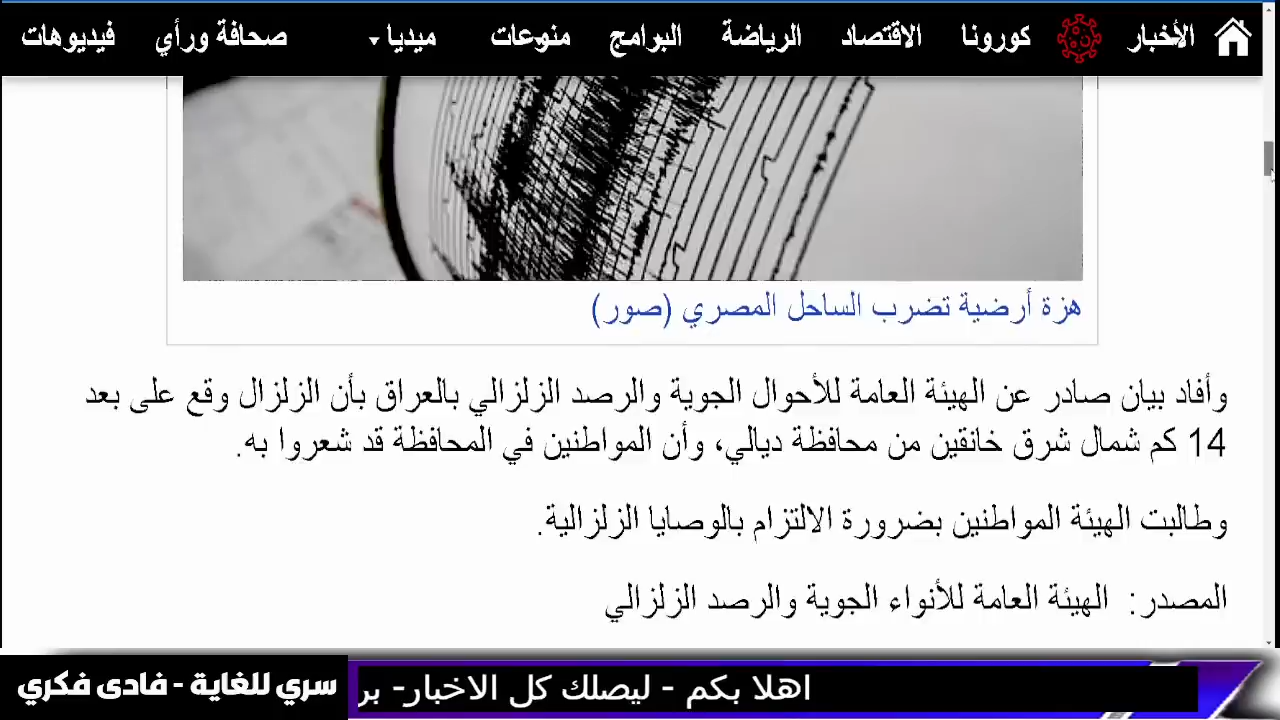 الأخبار كورونا الاقتصاد الرياضة البرامج منوعات ميديا صحافة ورأي فيديوهات
هزة أرضية تضرب الساحل المصري (صور)
وأفاد بيان صادر عن الهيئة العامة للأحوال الجوية والرصد الزلزالي بالعراق بأن الزلزال وقع على بعد
14 كم شمال شرق خانقين من محافظة ديالي، وأن المواطنين في المحافظة قد شعروا به.
وطالبت الهيئة المواطنين بضرورة الالتزام بالوصايا الزلزالية.
المصدر: الهيئة العامة للأنواء الجوية والرصد الزلزالي
اهلا بكم - ليصلك كل الاخبار- بر
سري للغاية - فادى فكري